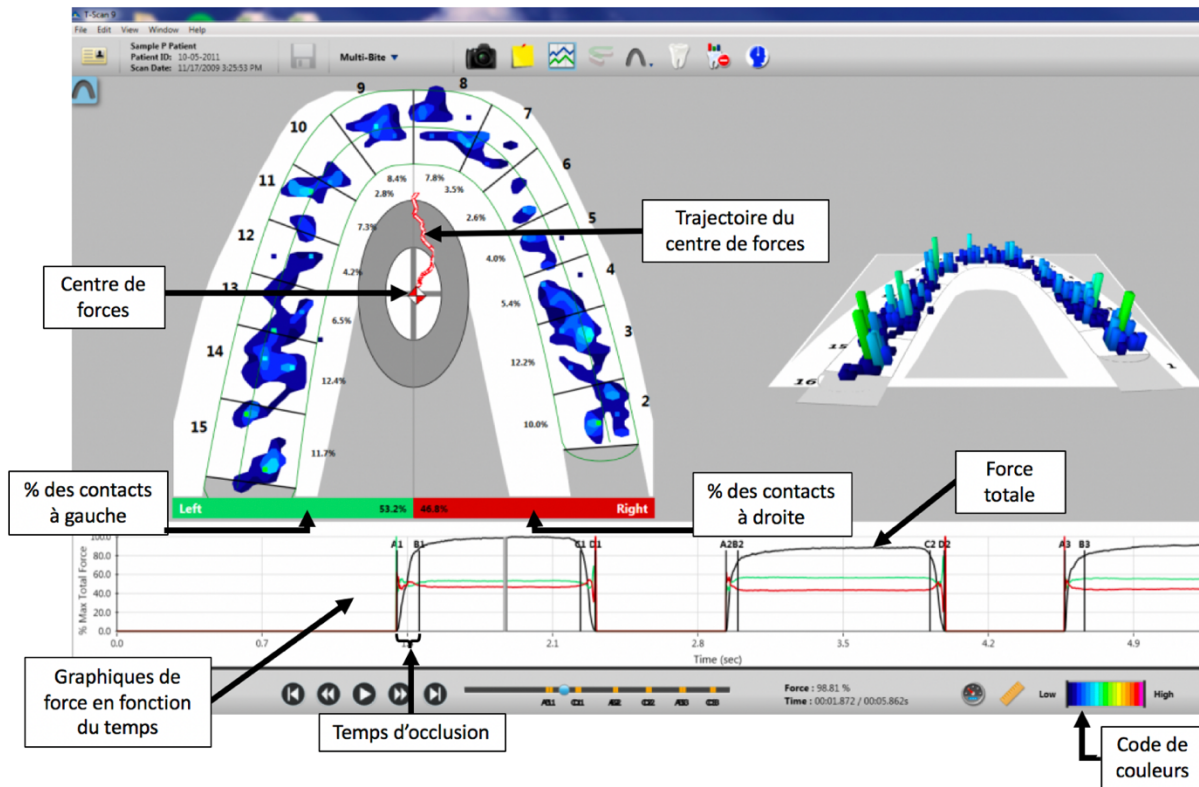 T-Scan 9
File Edit View Window Help
Sample P Patient
Patient ID: 10-05-2011
Scan Date: 11/17/2009 3:25:53 PM
Multi-Bite
9
8
10
7
11
6
12
5
13
4
14
3
15
2
8.4%
7.8%
2.8%
3.5%
7.3%
2.6%
4.2%
4.0%
6.5%
5.4%
12.4%
12.2%
11.7%
10.0%
Trajectoire du
centre de forces
Centre de
forces
15
16
1
% des contacts
à gauche
% des contacts
à droite
Force
totale
Left 53.2% 46.8% Right
% Max Total Force
100.0
80.0
60.0
40.0
20.0
0.0
A1 B1 C1 D1 A2 B2 C2 D2 A3 B3
0.0 0.7 2.1 2.8 3.5 4.2 4.9
Time (sec)
Graphiques de
force en fonction
du temps
Temps d’occlusion
Force : 98.81 %
Time : 00:01.872 / 00:05.862s
Low High
Code de
couleurs